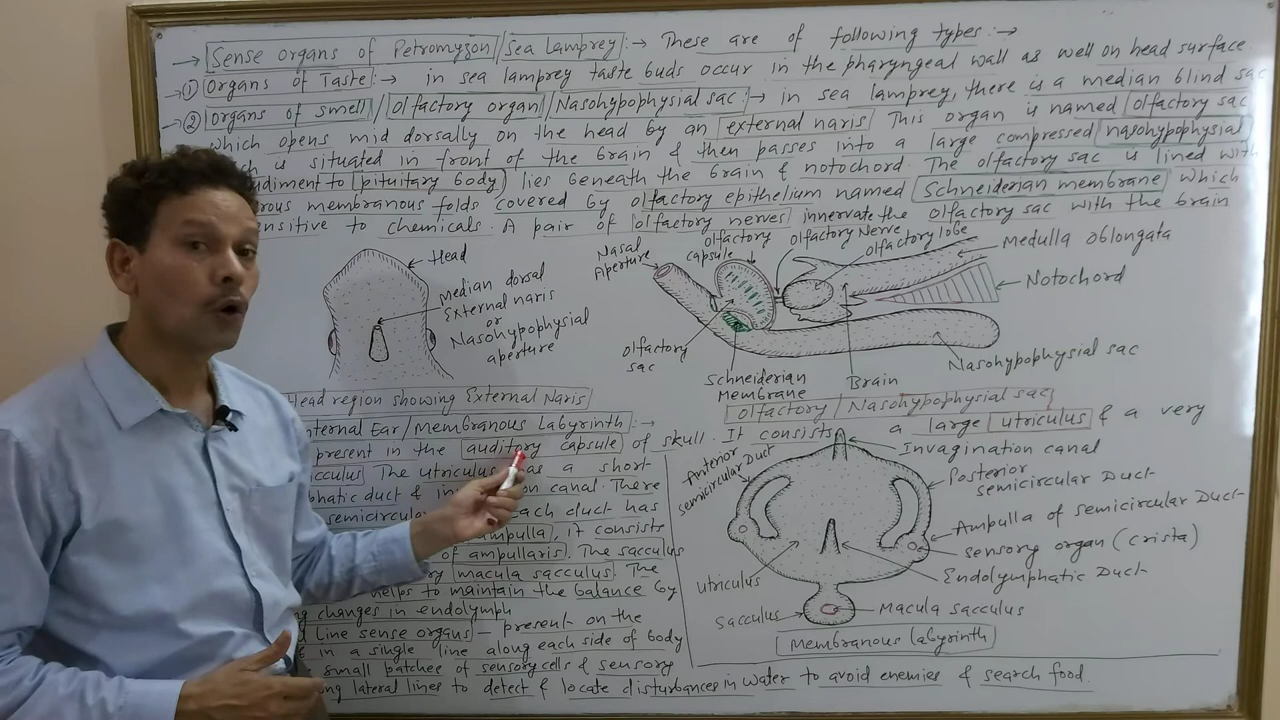 → Sense organs of Petromyzon/Sea Lamprey :→ These are of following types :→
→① Organs of Taste :→ in sea lamprey taste buds occur in the pharyngeal wall as well on head surface
→② Organs of smell/olfactory organ/Nasohypophysial sac :→ in sea lamprey, there is a median blind sac
which opens mid dorsally on the head by an external naris This organ is named olfactory sac
is situated in front of the brain & then passes into a large compressed nasohypophysial
to pituitary body) lies beneath the brain & notochord. The olfactory sac is lined with
membranous folds covered by olfactory epithelium named Schneiderian membrane which
to chemicals. A pair of olfactory nerves innervate the olfactory sac with the brain
Head
Median dorsal
External naris
or
Nasohypophysial
aperture
Head region showing External Naris
Nasal
Aperture
olfactory
capsule
olfactory Nerve
olfactory lobe
Medulla oblongata
Notochord
olfactory
sac
Schneiderian
Membrane
Brain
Nasohypophysial sac
olfactory/Nasohypophysial sac
Internal Ear/Membranous Labyrinth :→
present in the auditory capsule of skull. It consists a large utriculus & a very
The utriculus has a short
duct & canal. There
each duct has
ampulla, it consists
of ampullaris. The sacculus
macula sacculus. The
helps to maintain the balance by
changes in endolymph
line sense organs – present on the
in a single line along each side of body
small patches of sensory cells & sensory
lateral lines to detect & locate disturbances in water to avoid enemies & search food.
Anterior
semicircular Duct
Invagination canal
Posterior
semicircular Duct
Ampulla of semicircular Duct
sensory organ (crista)
Endolymphatic Duct
utriculus
sacculus
Macula sacculus
Membranous Labyrinth